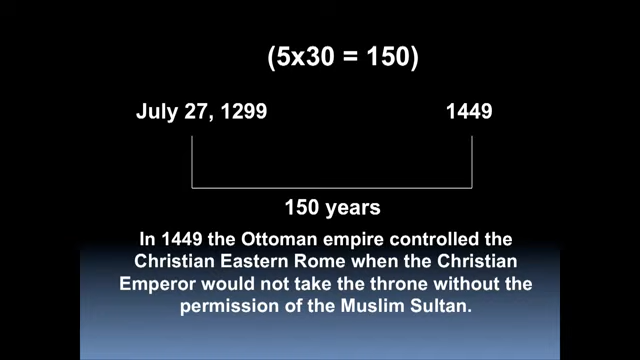 (5x30 = 150)
July 27, 1299 1449
150 years
In 1449 the Ottoman empire controlled the
Christian Eastern Rome when the Christian
Emperor would not take the throne without the
permission of the Muslim Sultan.